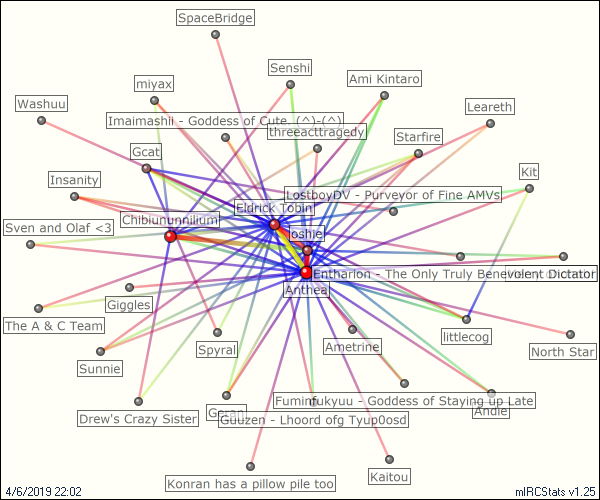 SpaceBridge
Senshi
Ami Kintaro
miyax
Washuu
Leareth
Imaimashii - Goddess of Cute. (^)-(^)
threeacttragedy
Starfire
Gcat
Insanity
Kit
LostboyDV - Purveyor of Fine AMVs
Eldrick Tobin
Chibiununnilium
Sven and Olaf <3
Joshie
Entharion - The Only Truly Benevolent Dictator
Anthea
Giggles
The A & C Team
littlecog
Spyral
Ametrine
North Star
Sunnie
Fuminfukyuu - Goddess of Staying up Late
Andie
Drew's Crazy Sister
Guuzen - Lhoord ofg Tyup0osd
Konran has a pillow pile too
Kaitou
4/6/2019 22:02
mIRCStats v1.25